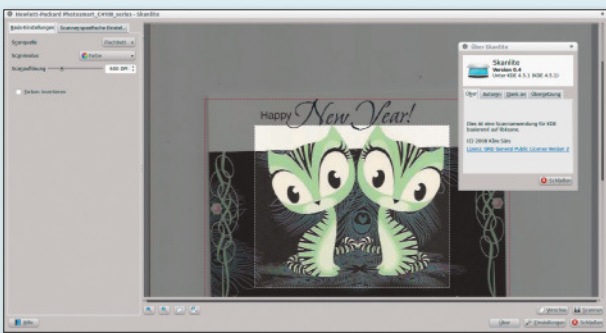 Hewlett-Packard Photosmart_C4100_series - Skanlite
Basis-Einstellungen
Scannerspezifische Einstel...
Scanquelle
Flachbett
Scanmodus
Farbe
Scanauflösung
600 DPI
Farben invertieren
Happy New Year!
Über Skanlite
Skanlite
Version 0.4
Unter KDE 4.5.1 (KDE 4.5.1)
Über
Autoren
Dank an
Übersetzung
Dies ist eine Scananwendung für KDE
basierend auf libksane.
(C) 2008 Kåre Särs
Lizenz: GNU General Public License Version 2
Schließen
Vorschau
Scannen
Hilfe
Über
Einstellungen
Schließen